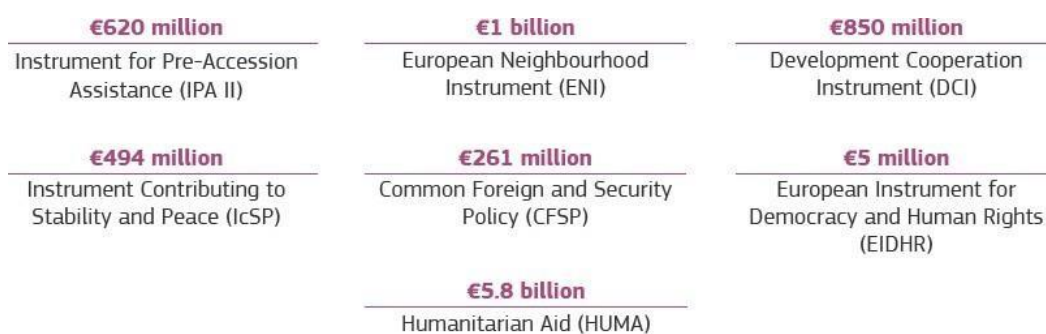 €620 million
Instrument for Pre-Accession
Assistance (IPA II)
€1 billion
European Neighbourhood
Instrument (ENI)
€850 million
Development Cooperation
Instrument (DCI)
€494 million
Instrument Contributing to
Stability and Peace (IcSP)
€261 million
Common Foreign and Security
Policy (CFSP)
€5 million
European Instrument for
Democracy and Human Rights
(EIDHR)
€5.8 billion
Humanitarian Aid (HUMA)